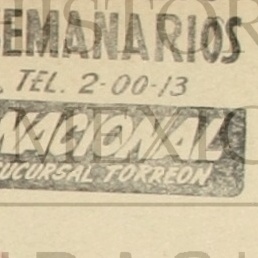 EMANARIOS
TEL. 2-00-13
NACIONAL
UCURSAL TORREON